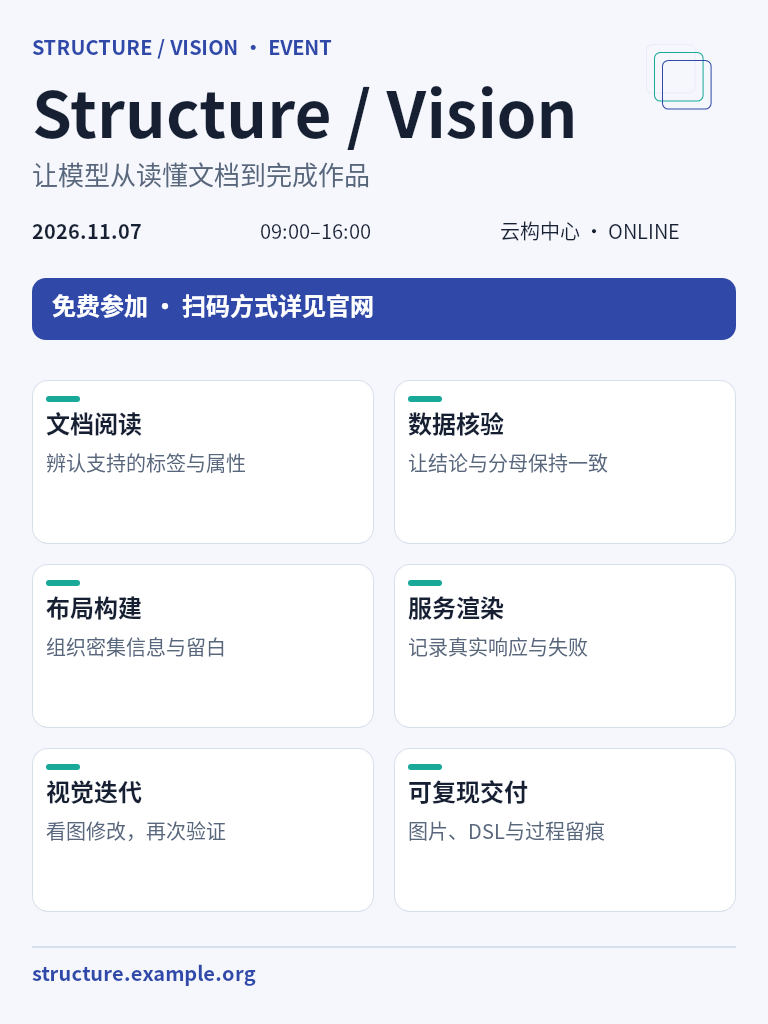 STRUCTURE / VISION • EVENT
Structure / Vision
让模型从读懂文档到完成作品
2026.11.07
09:00–16:00
云构中心 • ONLINE
免费参加 • 扫码方式详见官网
文档阅读
辨认支持的标签与属性
数据核验
让结论与分母保持一致
布局构建
组织密集信息与留白
服务渲染
记录真实响应与失败
视觉迭代
看图修改，再次验证
可复现交付
图片、DSL与过程留痕
structure.example.org